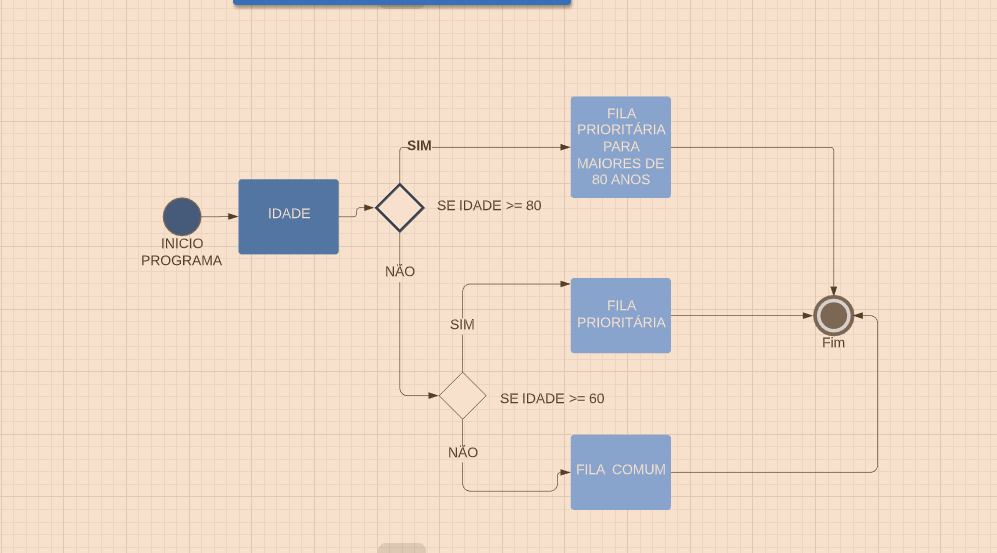 FILA
PRIORITÁRIA
PARA
MAIORES DE
80 ANOS
SIM
SE IDADE >= 80
IDADE
INICIO
PROGRAMA
NÃO
FILA
PRIORITÁRIA
SIM
Fim
SE IDADE >= 60
NÃO
FILA COMUM